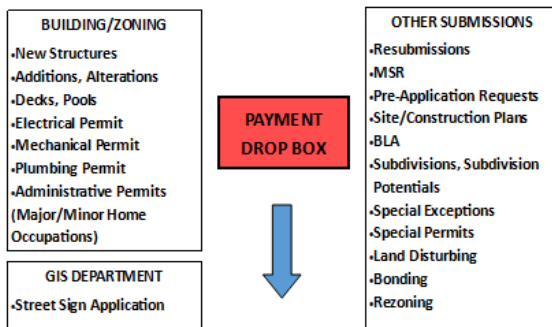 BUILDING/ZONING
•New Structures
•Additions, Alterations
•Decks, Pools
•Electrical Permit
•Mechanical Permit
•Plumbing Permit
•Administrative Permits
(Major/Minor Home
Occupations)
GIS DEPARTMENT
•Street Sign Application
PAYMENT
DROP BOX
OTHER SUBMISSIONS
•Resubmissions
•MSR
•Pre-Application Requests
•Site/Construction Plans
•BLA
•Subdivisions, Subdivision
Potentials
•Special Exceptions
•Special Permits
•Land Disturbing
•Bonding
•Rezoning